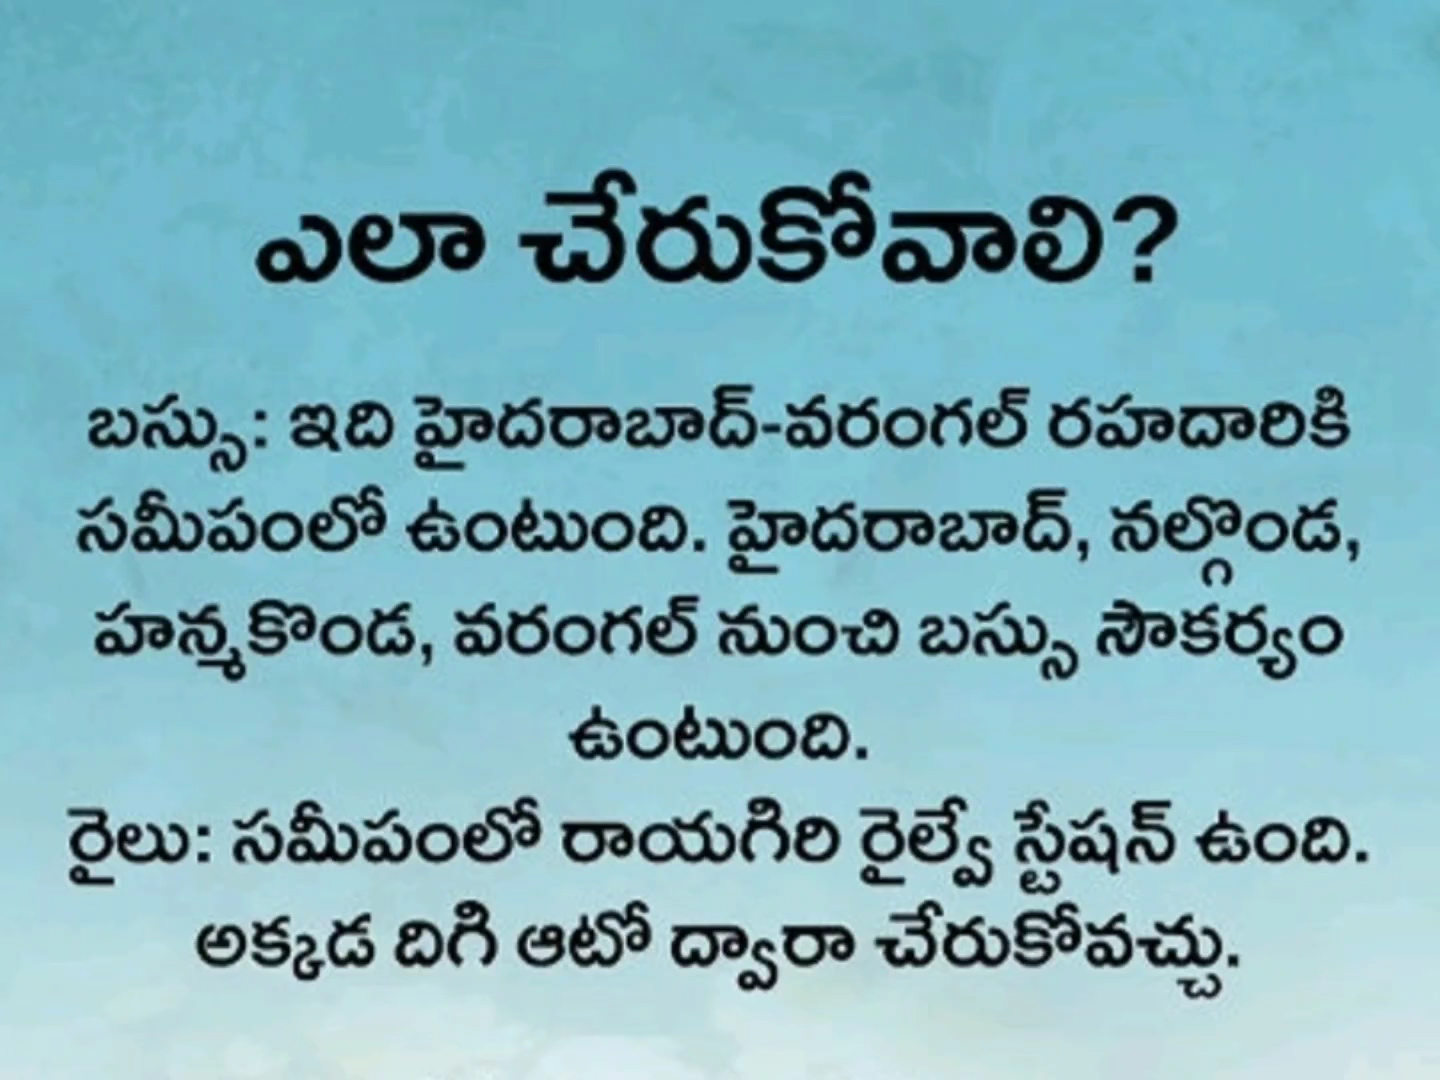 ఎలా చేరుకోవాలి?
బస్సు: ఇది హైదరాబాద్-వరంగల్ రహదారికి
సమీపంలో ఉంటుంది. హైదరాబాద్, నల్గొండ,
హన్మకొండ, వరంగల్ నుంచి బస్సు సౌకర్యం
ఉంటుంది.
రైలు: సమీపంలో రాయగిరి రైల్వే స్టేషన్ ఉంది.
అక్కడ దిగి ఆటో ద్వారా చేరుకోవచ్చు.